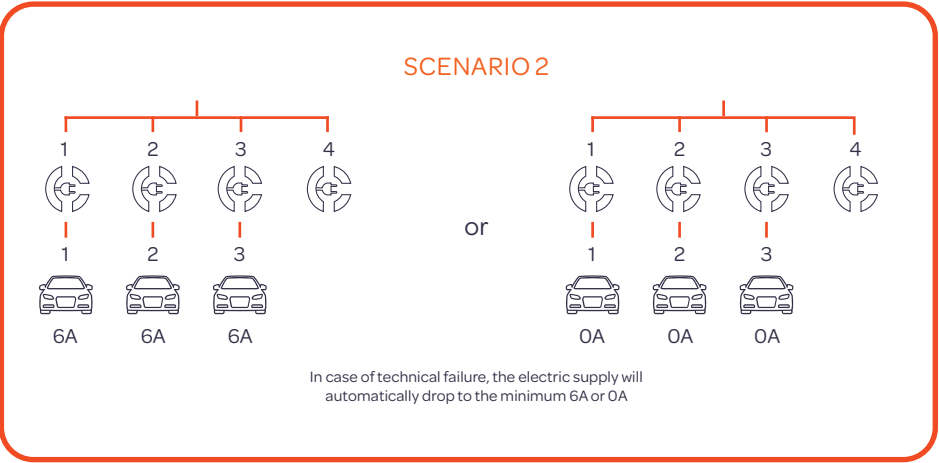 SCENARIO 2
1 2 3 4
1 2 3
6A 6A 6A
or
1 2 3 4
1 2 3
0A 0A 0A
In case of technical failure, the electric supply will
automatically drop to the minimum 6A or 0A